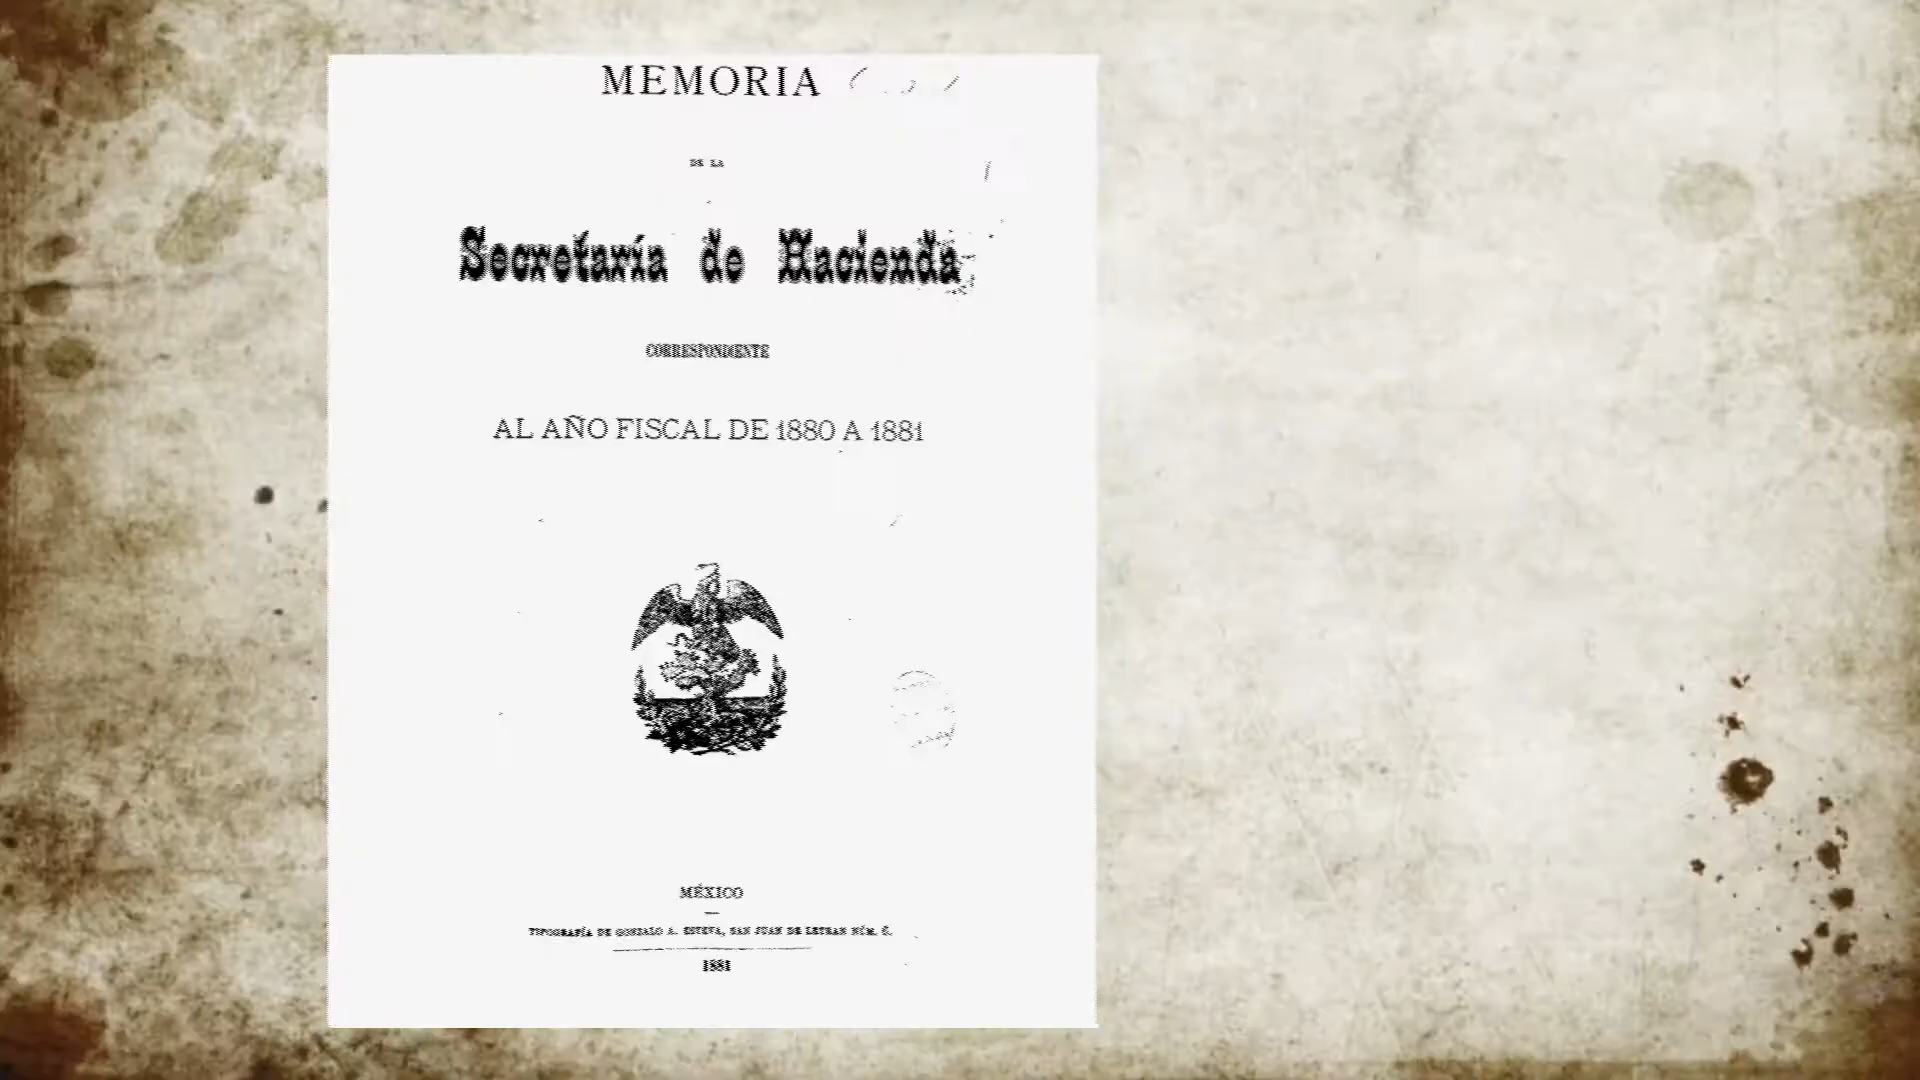 MEMORIA
DE LA
Secretaría de Hacienda
CORRESPONDIENTE
AL AÑO FISCAL DE 1880 A 1881
MÉXICO
TIPOGRAFÍA DE GONZALO A. ESTEVA, SAN JUAN DE LETRAN NÚM. 6.
1881